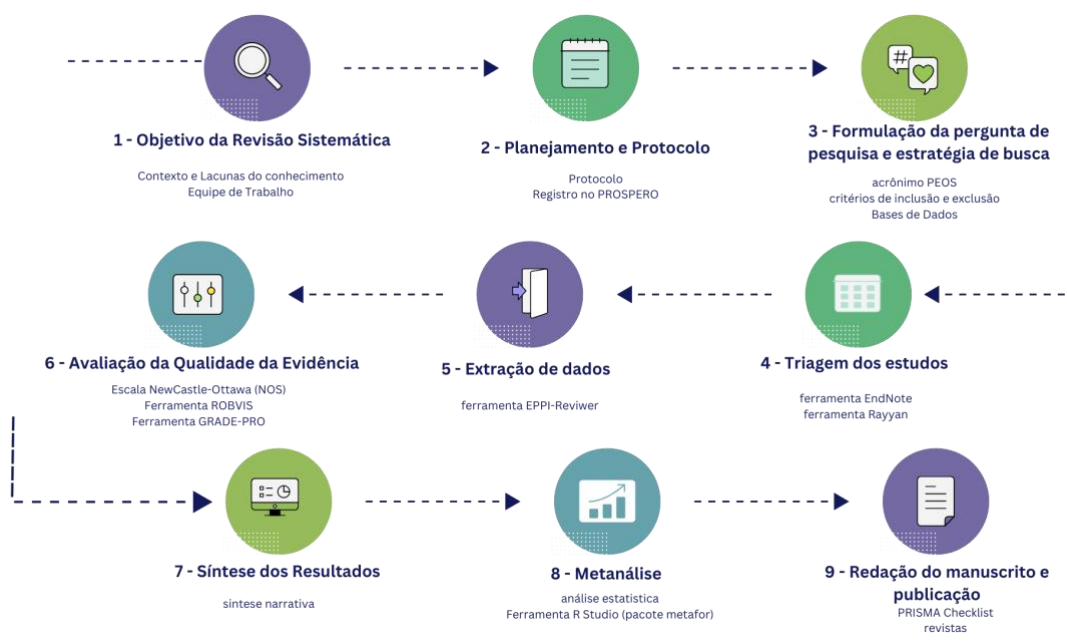 1 - Objetivo da Revisão Sistemática
Contexto e Lacunas do conhecimento
Equipe de Trabalho
2 - Planejamento e Protocolo
Protocolo
Registro no PROSPERO
#
3 - Formulação da pergunta de
pesquisa e estratégia de busca
acrônimo PEOS
critérios de inclusão e exclusão
Bases de Dados
4 - Triagem dos estudos
ferramenta EndNote
ferramenta Rayyan
5 - Extração de dados
ferramenta EPPI-Reviwer
6 - Avaliação da Qualidade da Evidência
Escala NewCastle-Ottawa (NOS)
Ferramenta ROBVIS
Ferramenta GRADE-PRO
7 - Síntese dos Resultados
sintese narrativa
8 - Metanálise
análise estatistica
Ferramenta R Studio (pacote metafor)
9 - Redação do manuscrito e
publicação
PRISMA Checklist
revistas